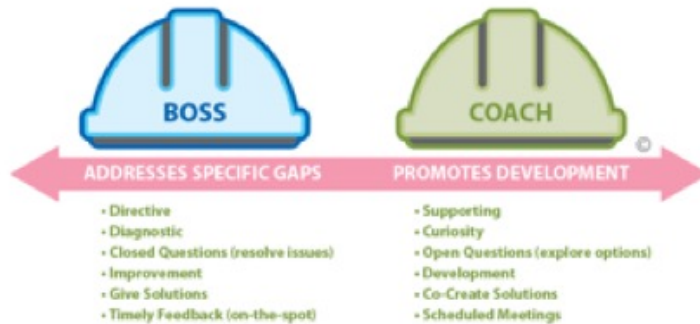 BOSS
COACH
©
ADDRESSES SPECIFIC GAPS
PROMOTES DEVELOPMENT
• Directive
• Diagnostic
• Closed Questions (resolve issues)
• Improvement
• Give Solutions
• Timely Feedback (on-the-spot)
• Supporting
• Curiosity
• Open Questions (explore options)
• Development
• Co-Create Solutions
• Scheduled Meetings